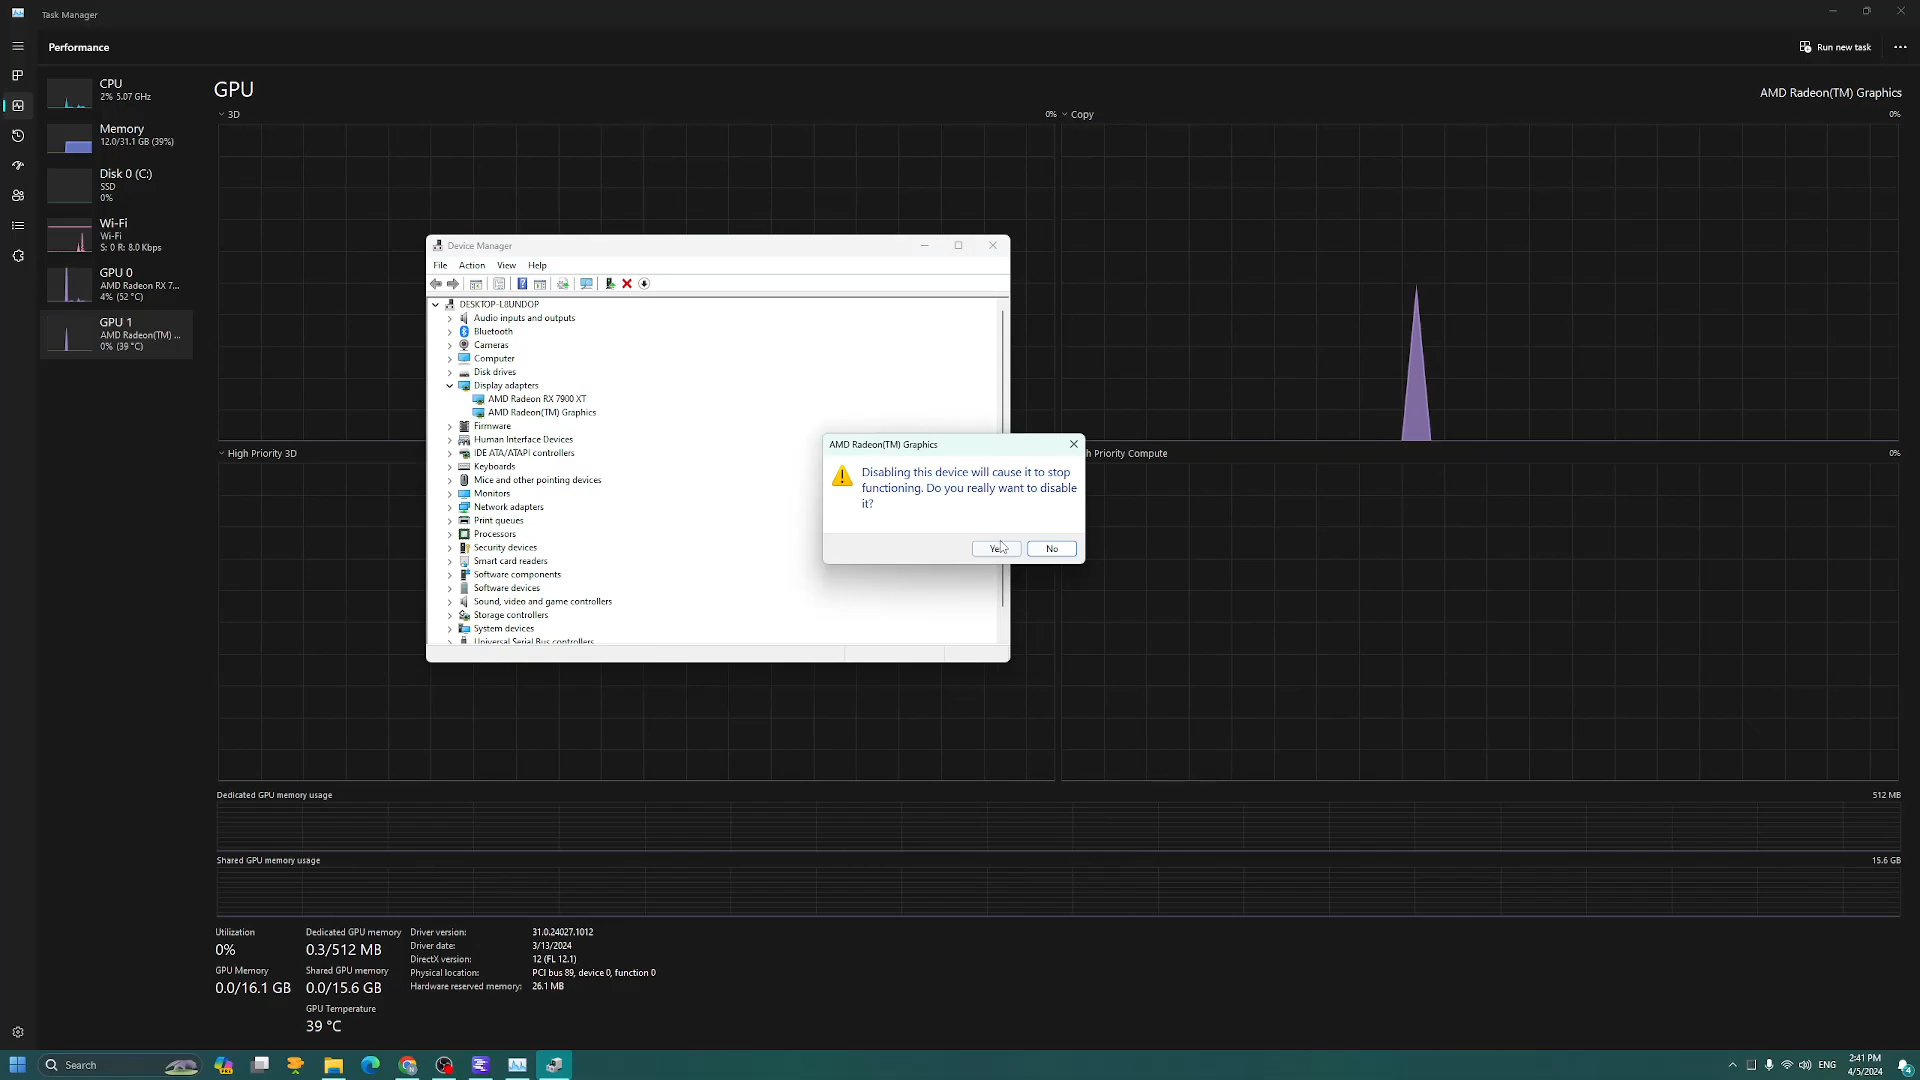 Task Manager
Performance
Run new task
CPU
2% 5.07 GHz
Memory
12.0/31.1 GB (39%)
Disk 0 (C:)
SSD
0%
Wi-Fi
Wi-Fi
S: 0 R: 8.0 Kbps
GPU 0
AMD Radeon RX 7...
4% (52 °C)
GPU 1
AMD Radeon(TM) ...
0% (39 °C)
GPU
AMD Radeon(TM) Graphics
3D
0%
Copy
0%
High Priority 3D
h Priority Compute
0%
Device Manager
File Action View Help
DESKTOP-L8UNDOP
Audio inputs and outputs
Bluetooth
Cameras
Computer
Disk drives
Display adapters
AMD Radeon RX 7900 XT
AMD Radeon(TM) Graphics
Firmware
Human Interface Devices
IDE ATA/ATAPI controllers
Keyboards
Mice and other pointing devices
Monitors
Network adapters
Print queues
Processors
Security devices
Smart card readers
Software components
Software devices
Sound, video and game controllers
Storage controllers
System devices
Universal Serial Bus controllers
AMD Radeon(TM) Graphics
Disabling this device will cause it to stop
functioning. Do you really want to disable
it?
Yes
No
Dedicated GPU memory usage
512 MB
Shared GPU memory usage
15.6 GB
Utilization
0%
GPU Memory
0.0/16.1 GB
Dedicated GPU memory
0.3/512 MB
Shared GPU memory
0.0/15.6 GB
GPU Temperature
39 °C
Driver version: 31.0.24027.1012
Driver date: 3/13/2024
DirectX version: 12 (FL 12.1)
Physical location: PCI bus 89, device 0, function 0
Hardware reserved memory: 26.1 MB
Search
ENG
2:41 PM
4/5/2024
4